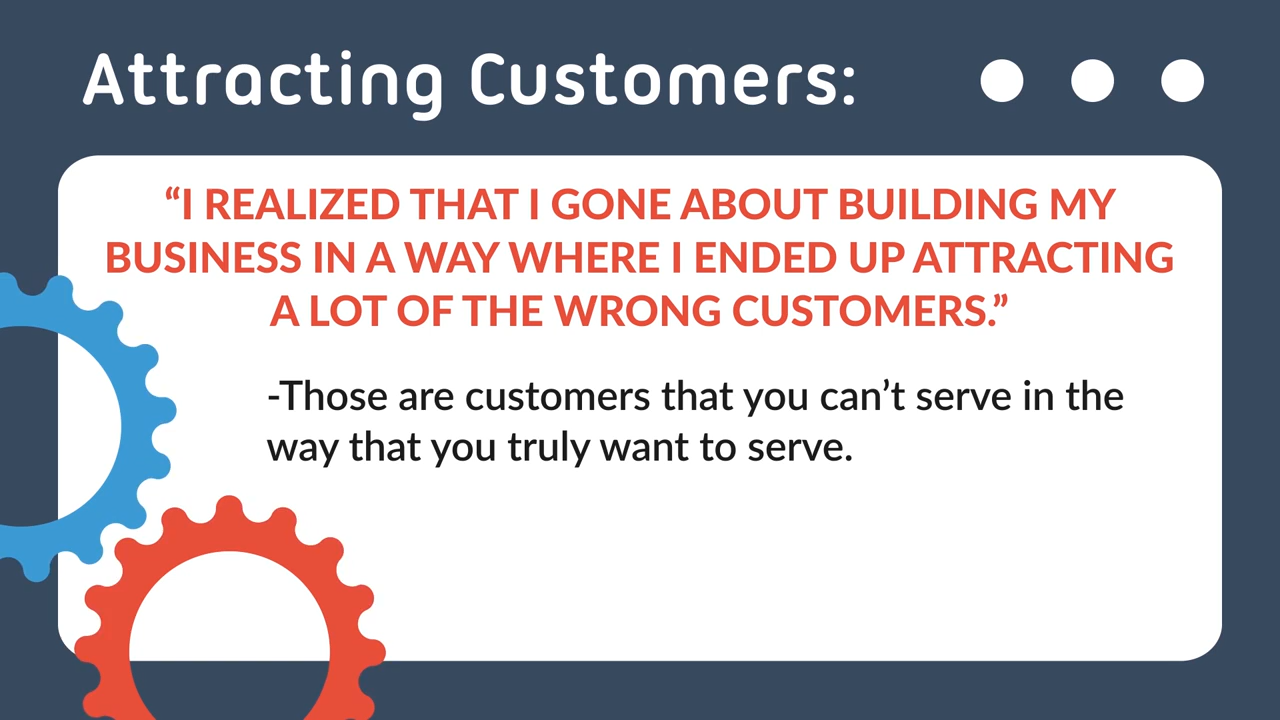 Attracting Customers:
“I REALIZED THAT I GONE ABOUT BUILDING MY
BUSINESS IN A WAY WHERE I ENDED UP ATTRACTING
A LOT OF THE WRONG CUSTOMERS.”
-Those are customers that you can’t serve in the
way that you truly want to serve.